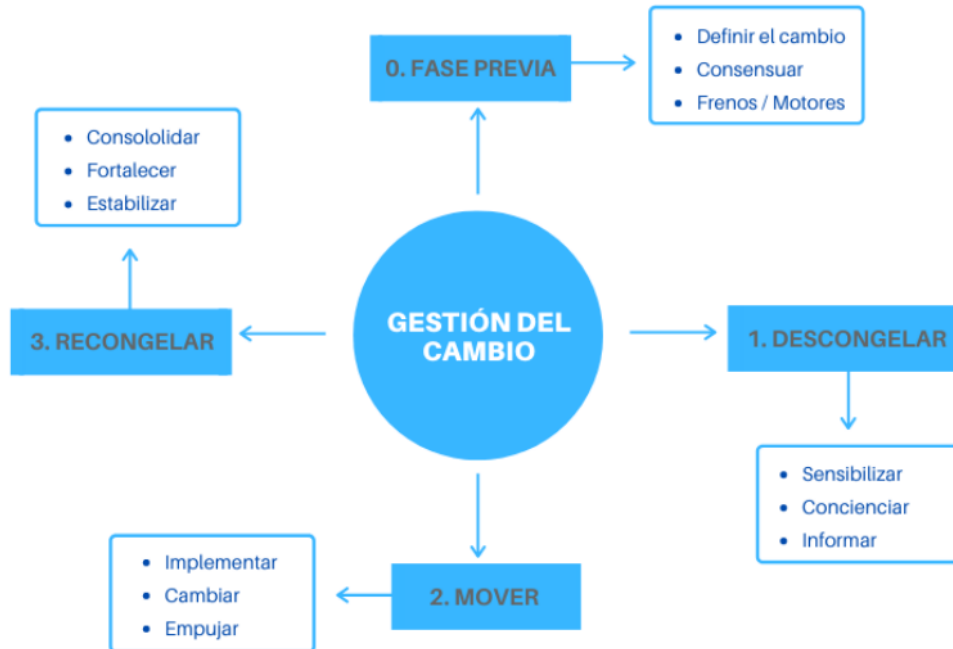 0. FASE PREVIA
• Definir el cambio
• Consensuar
• Frenos / Motores
• Consololidar
• Fortalecer
• Estabilizar
3. RECONGELAR
GESTIÓN DEL
CAMBIO
1. DESCONGELAR
• Sensibilizar
• Concienciar
• Informar
2. MOVER
• Implementar
• Cambiar
• Empujar